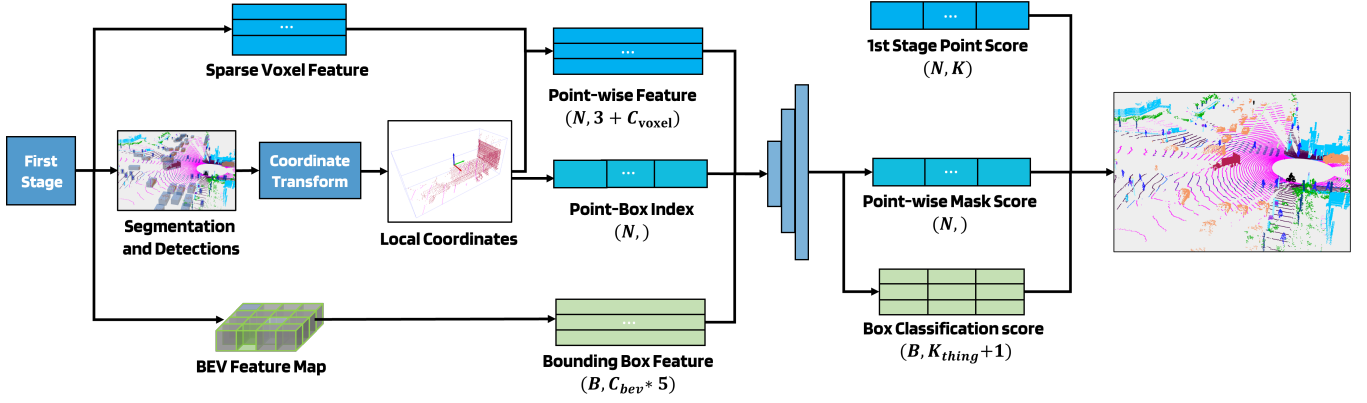 First
Stage
...
Sparse Voxel Feature
Segmentation
and Detections
Coordinate
Transform
Local Coordinates
BEV Feature Map
...
Point-wise Feature
(N, 3 + C_voxel)
...
Point-Box Index
(N, )
...
Bounding Box Feature
(B, C_bev * 5)
...
1st Stage Point Score
(N, K)
...
Point-wise Mask Score
(N, )
Box Classification score
(B, K_thing+1)